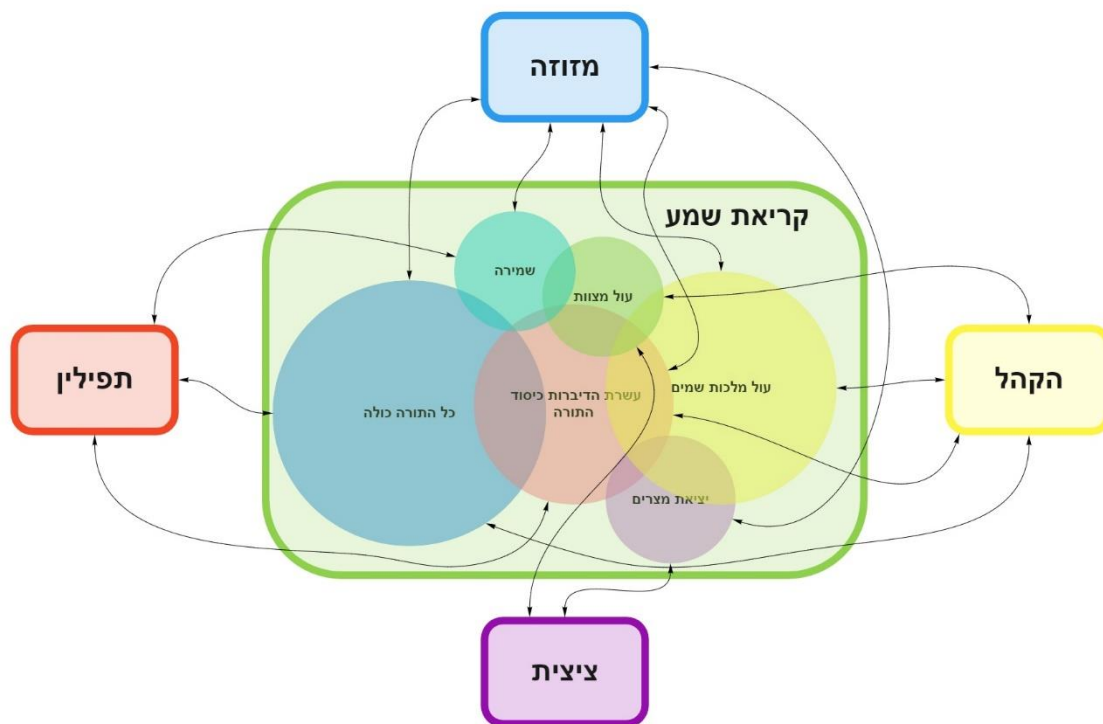 מזוזה
קריאת שמע
שמירה
עול מצוות
עול מלכות שמים
עשרת הדיברות כיסוד
התורה
כל התורה כולה
יציאת מצרים
הקהל
תפילין
ציצית